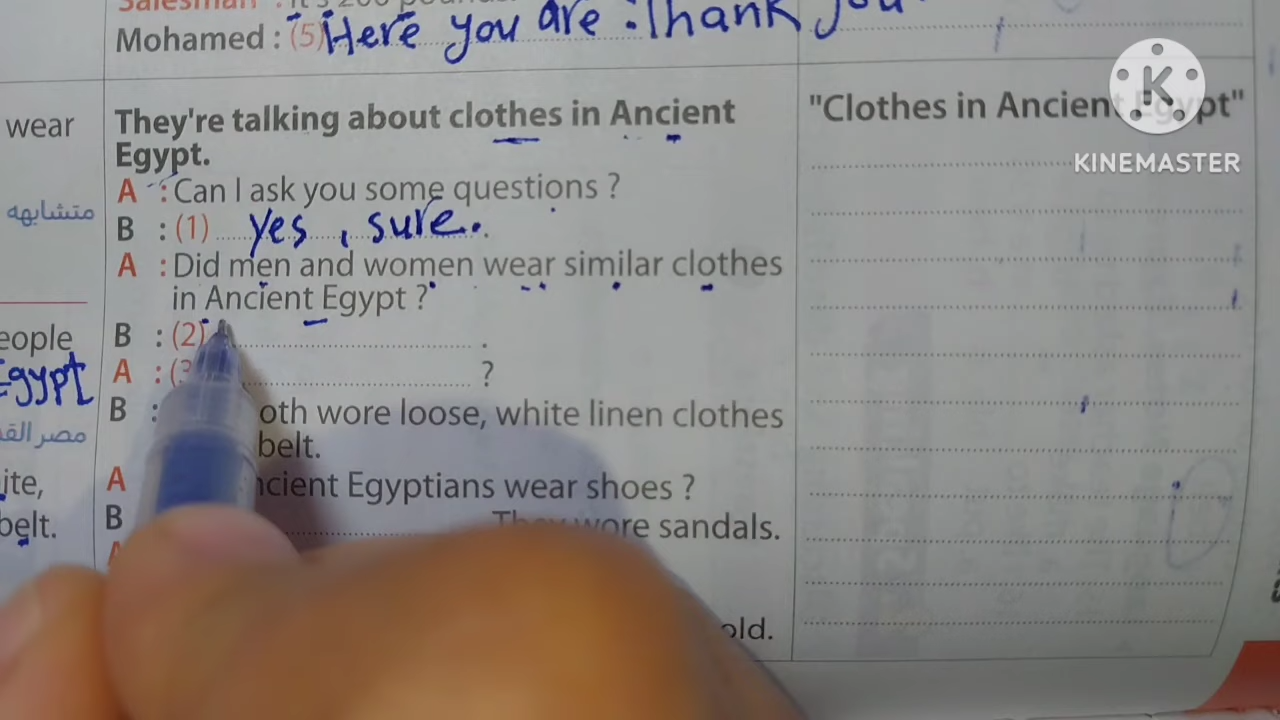 Mohamed : (5) Here you are . Thank you
wear
متشابهه
eople
Egypt
ite,
belt.
They're talking about clothes in Ancient
Egypt.
A : Can I ask you some questions ?
B : (1) yes , sure.
A : Did men and women wear similar clothes
in Ancient Egypt ?
B : (2) .
A : (3 ?
B : oth wore loose, white linen clothes
belt.
A ncient Egyptians wear shoes ?
B They wore sandals.
old.
"Clothes in Ancient Egypt"
K
KINEMASTER